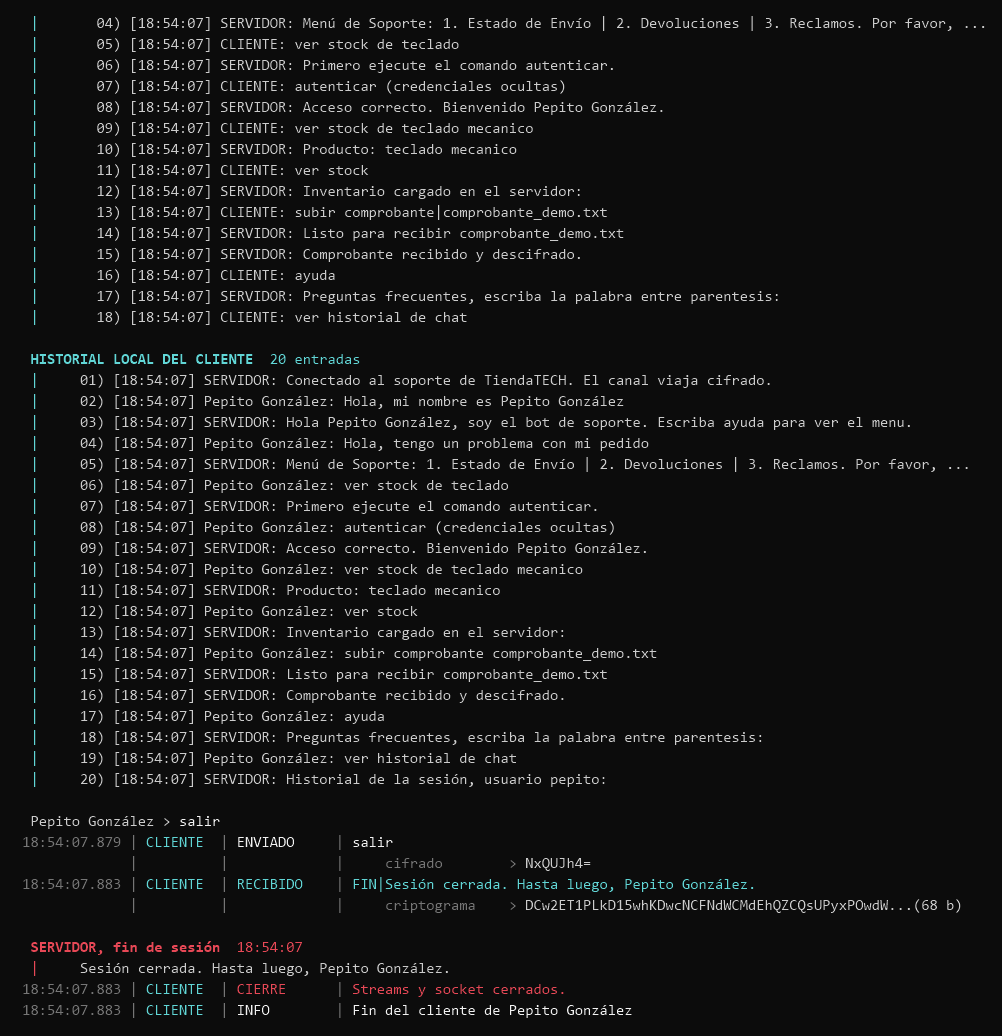 | 04) [18:54:07] SERVIDOR: Menú de Soporte: 1. Estado de Envío | 2. Devoluciones | 3. Reclamos. Por favor, ...
| 05) [18:54:07] CLIENTE: ver stock de teclado
| 06) [18:54:07] SERVIDOR: Primero ejecute el comando autenticar.
| 07) [18:54:07] CLIENTE: autenticar (credenciales ocultas)
| 08) [18:54:07] SERVIDOR: Acceso correcto. Bienvenido Pepito González.
| 09) [18:54:07] CLIENTE: ver stock de teclado mecanico
| 10) [18:54:07] SERVIDOR: Producto: teclado mecanico
| 11) [18:54:07] CLIENTE: ver stock
| 12) [18:54:07] SERVIDOR: Inventario cargado en el servidor:
| 13) [18:54:07] CLIENTE: subir comprobante|comprobante_demo.txt
| 14) [18:54:07] SERVIDOR: Listo para recibir comprobante_demo.txt
| 15) [18:54:07] SERVIDOR: Comprobante recibido y descifrado.
| 16) [18:54:07] CLIENTE: ayuda
| 17) [18:54:07] SERVIDOR: Preguntas frecuentes, escriba la palabra entre parentesis:
| 18) [18:54:07] CLIENTE: ver historial de chat
HISTORIAL LOCAL DEL CLIENTE 20 entradas
| 01) [18:54:07] SERVIDOR: Conectado al soporte de TiendaTECH. El canal viaja cifrado.
| 02) [18:54:07] Pepito González: Hola, mi nombre es Pepito González
| 03) [18:54:07] SERVIDOR: Hola Pepito González, soy el bot de soporte. Escriba ayuda para ver el menu.
| 04) [18:54:07] Pepito González: Hola, tengo un problema con mi pedido
| 05) [18:54:07] SERVIDOR: Menú de Soporte: 1. Estado de Envío | 2. Devoluciones | 3. Reclamos. Por favor, ...
| 06) [18:54:07] Pepito González: ver stock de teclado
| 07) [18:54:07] SERVIDOR: Primero ejecute el comando autenticar.
| 08) [18:54:07] Pepito González: autenticar (credenciales ocultas)
| 09) [18:54:07] SERVIDOR: Acceso correcto. Bienvenido Pepito González.
| 10) [18:54:07] Pepito González: ver stock de teclado mecanico
| 11) [18:54:07] SERVIDOR: Producto: teclado mecanico
| 12) [18:54:07] Pepito González: ver stock
| 13) [18:54:07] SERVIDOR: Inventario cargado en el servidor:
| 14) [18:54:07] Pepito González: subir comprobante comprobante_demo.txt
| 15) [18:54:07] SERVIDOR: Listo para recibir comprobante_demo.txt
| 16) [18:54:07] SERVIDOR: Comprobante recibido y descifrado.
| 17) [18:54:07] Pepito González: ayuda
| 18) [18:54:07] SERVIDOR: Preguntas frecuentes, escriba la palabra entre parentesis:
| 19) [18:54:07] Pepito González: ver historial de chat
| 20) [18:54:07] SERVIDOR: Historial de la sesión, usuario pepito:
Pepito González > salir
18:54:07.879 | CLIENTE | ENVIADO | salir
| | | cifrado > NxQUJh4=
18:54:07.883 | CLIENTE | RECIBIDO | FIN|Sesión cerrada. Hasta luego, Pepito González.
| | | criptograma > DCw2ET1PLkD15whKDwcNCFNdWCMdEhQZCQsUPyxPOwdW...(68 b)
SERVIDOR, fin de sesión 18:54:07
| Sesión cerrada. Hasta luego, Pepito González.
18:54:07.883 | CLIENTE | CIERRE | Streams y socket cerrados.
18:54:07.883 | CLIENTE | INFO | Fin del cliente de Pepito González